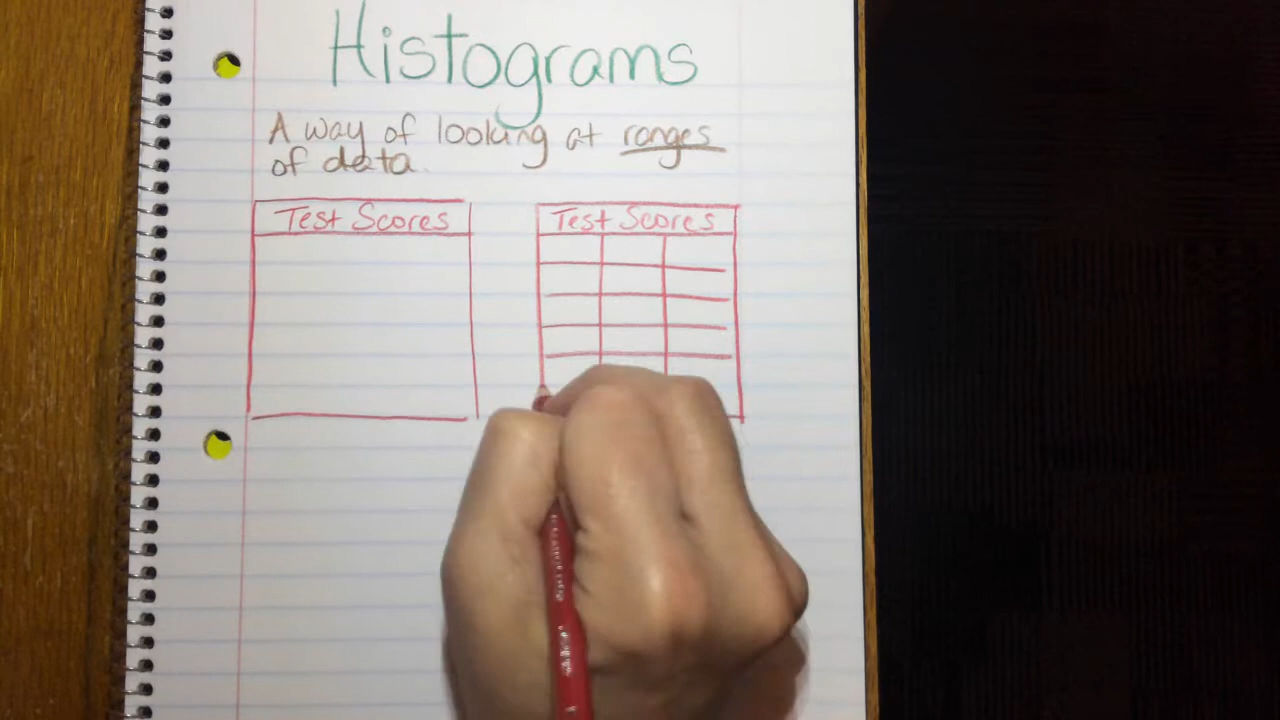 Histograms
A way of looking at ranges
of data.
Test Scores
Test Scores